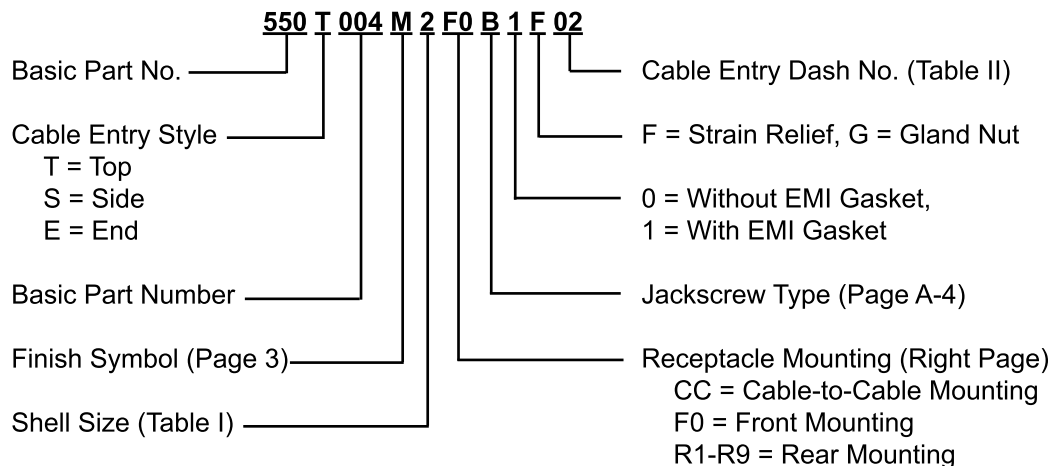 550 T 004 M 2 F0 B 1 F 02
Basic Part No.
Cable Entry Style
T = Top
S = Side
E = End
Basic Part Number
Finish Symbol (Page 3)
Shell Size (Table I)
Cable Entry Dash No. (Table II)
F = Strain Relief, G = Gland Nut
0 = Without EMI Gasket,
1 = With EMI Gasket
Jackscrew Type (Page A-4)
Receptacle Mounting (Right Page)
CC = Cable-to-Cable Mounting
F0 = Front Mounting
R1-R9 = Rear Mounting